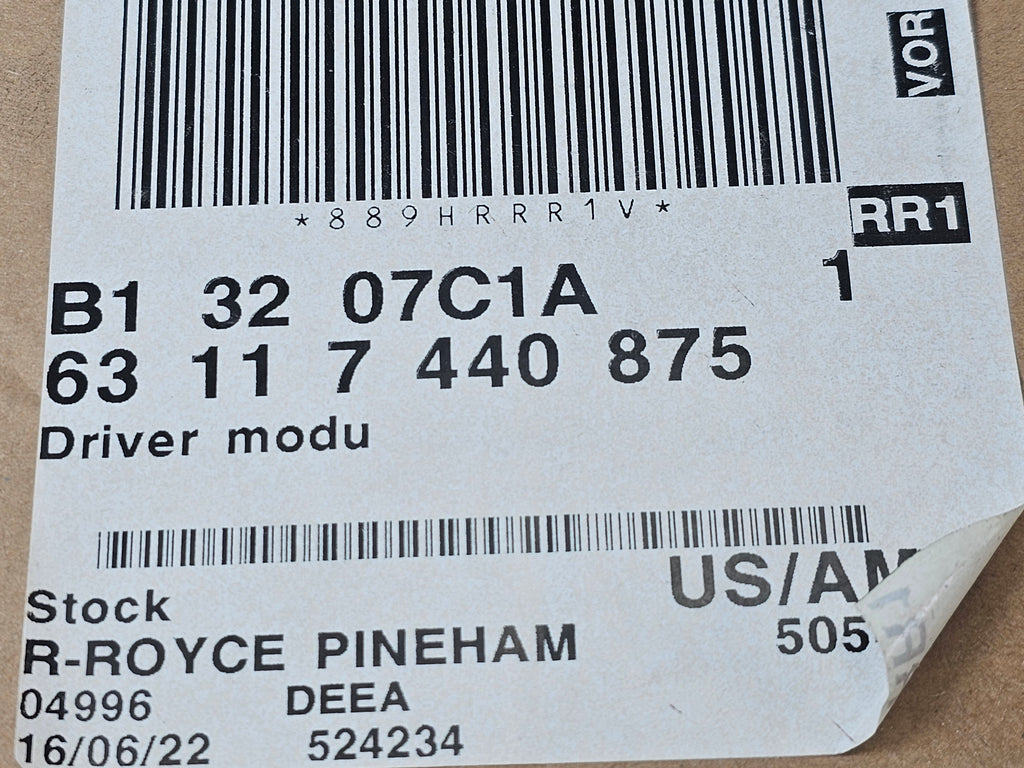 VOR
*889HRRR1V*
RR1
B1 32 07C1A 1
63 11 7 440 875
Driver modu
Stock US/AM
R-ROYCE PINEHAM 505
04996 DEEA
16/06/22 524234